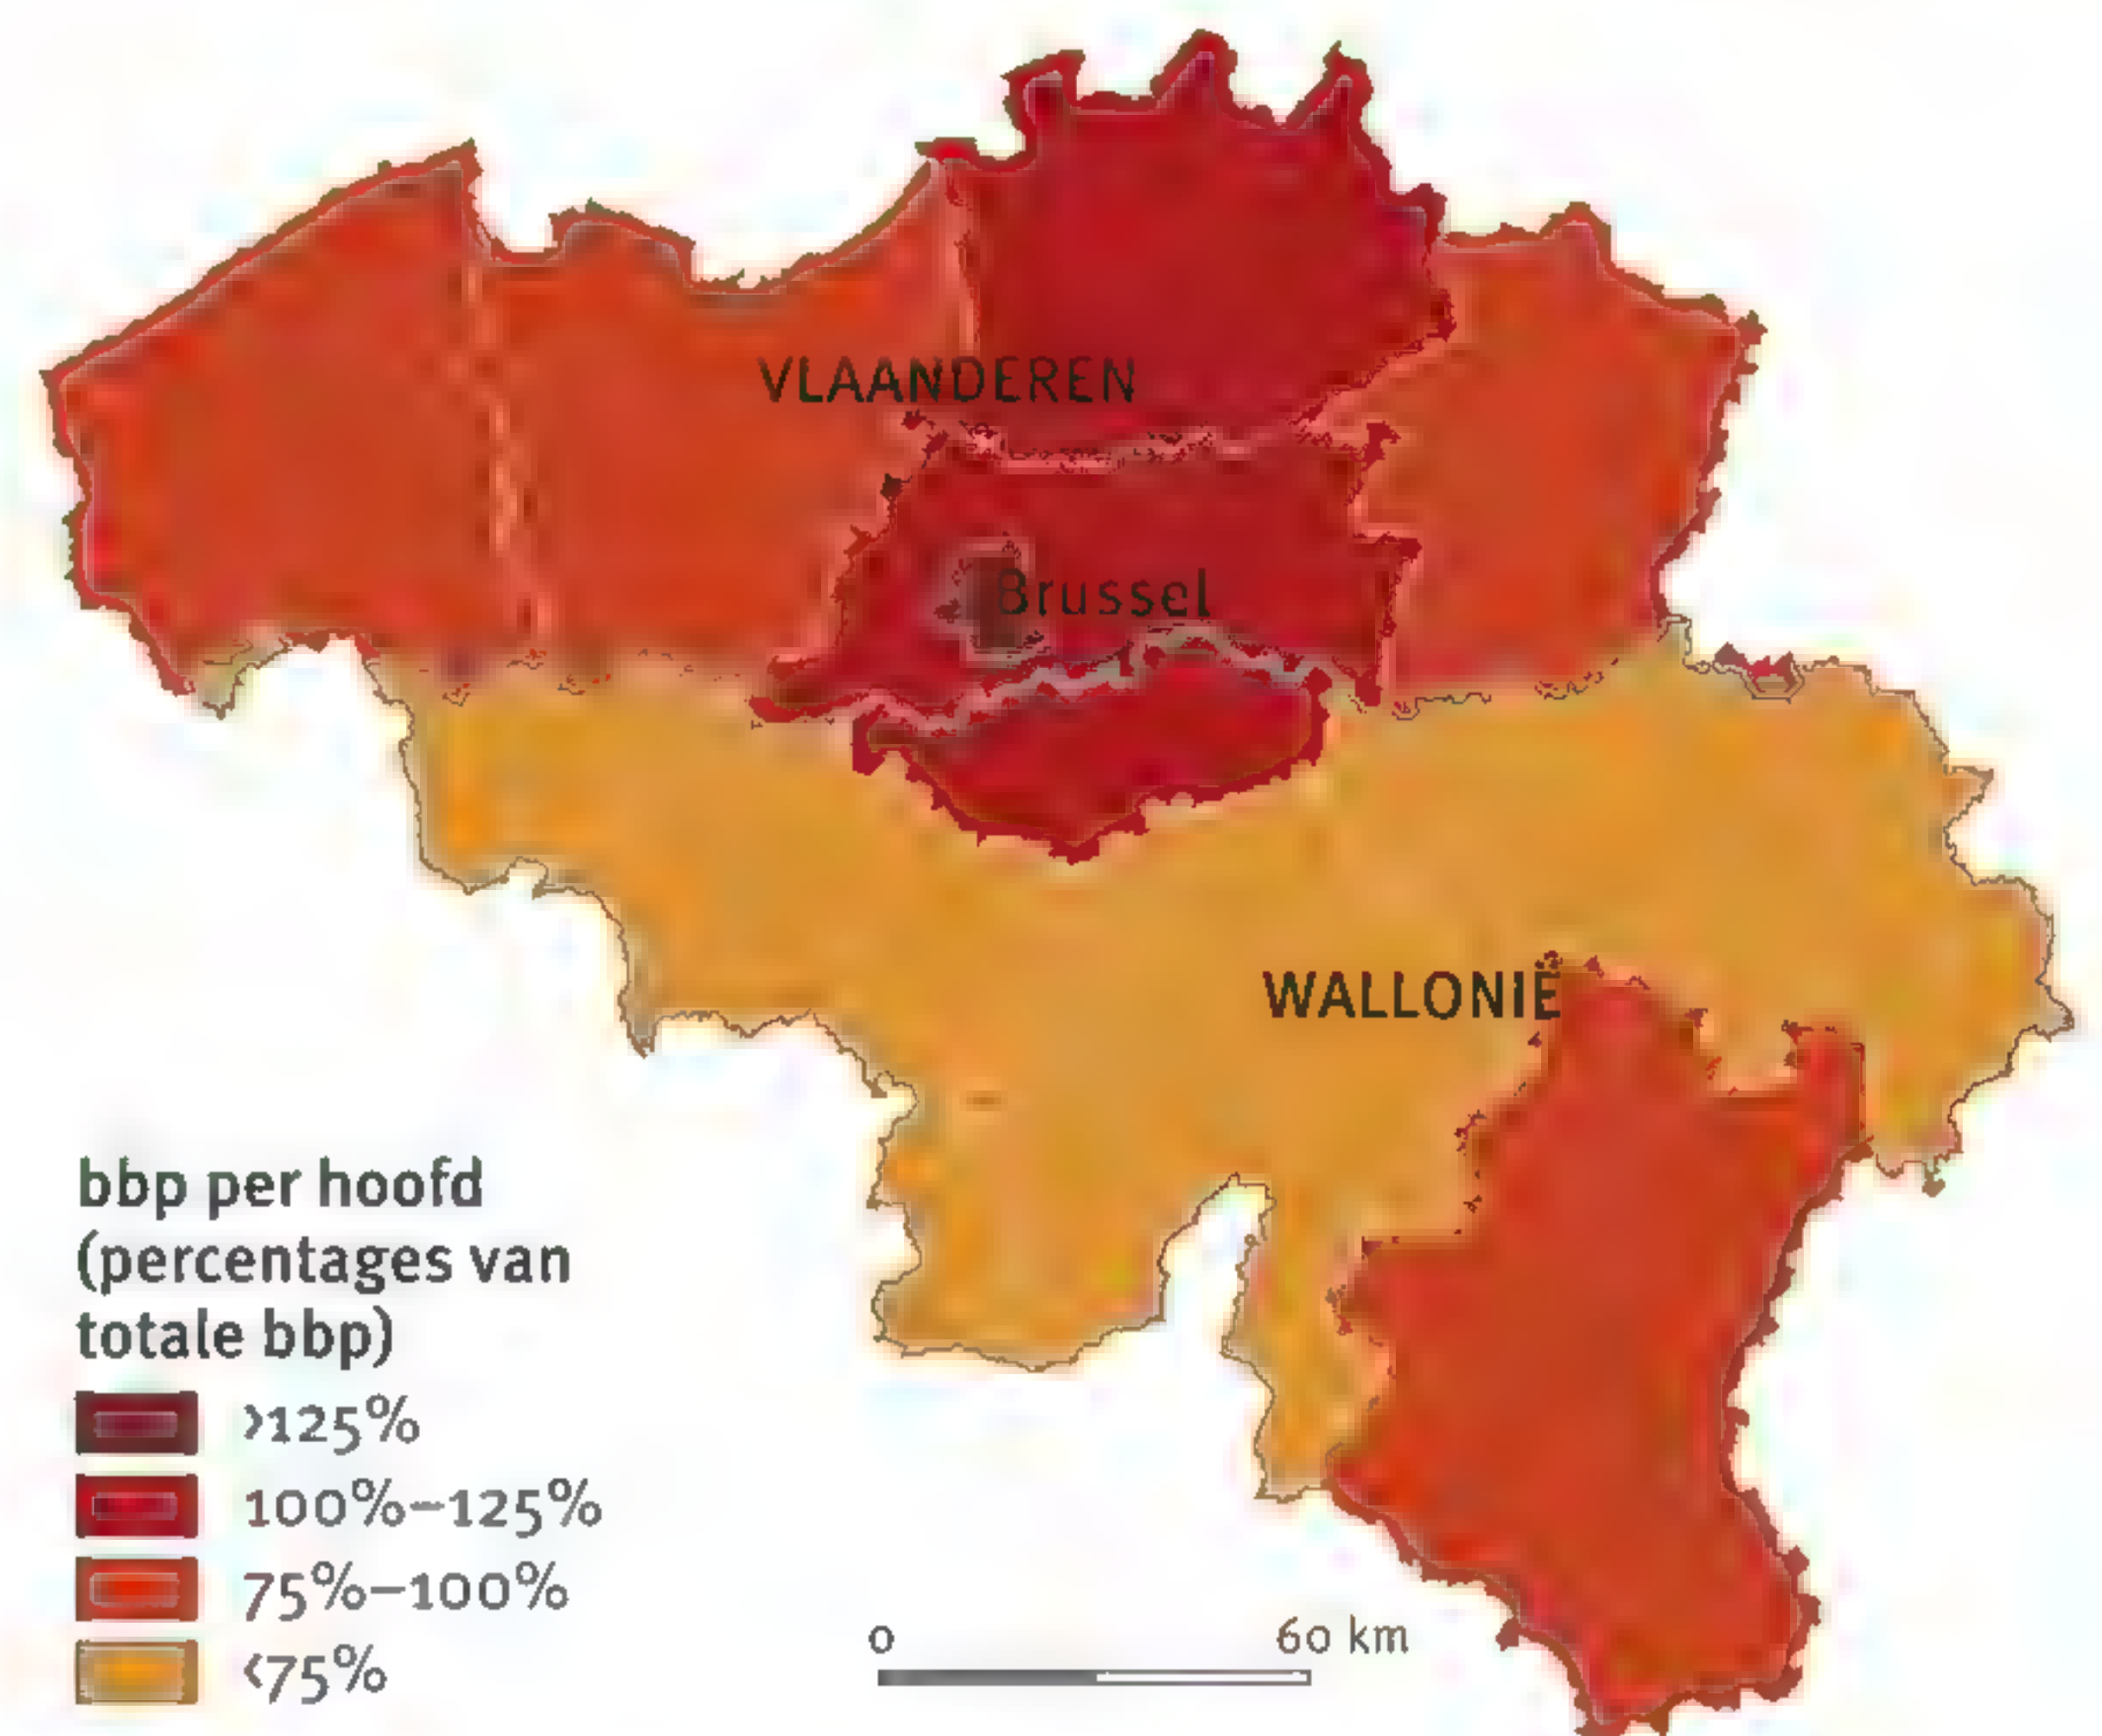 VLAANDEREN
Brussel
WALLONIË
bbp per hoofd
(percentages van
totale bbp)
>125%
100%–125%
75%–100%
<75%
0 60 km